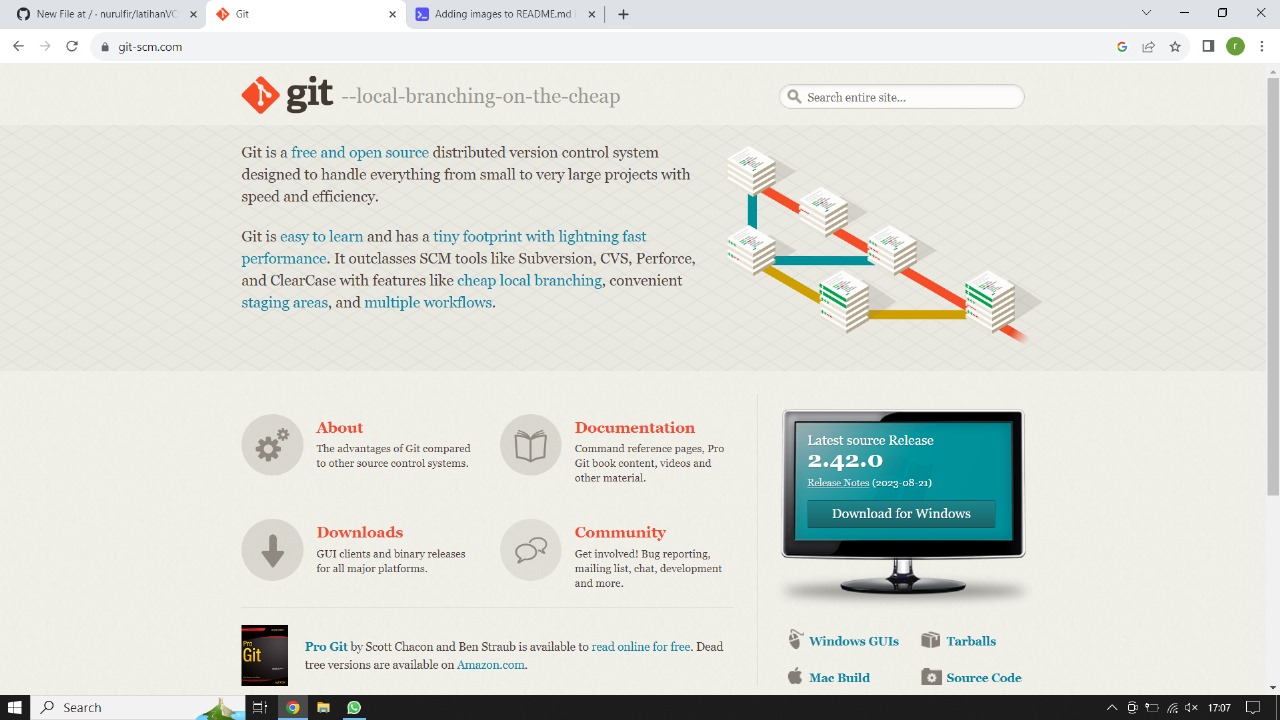 New File at / · nurufir/latihanVC
Git
Adding images to README.md
git-scm.com
r
git --local-branching-on-the-cheap
Search entire site...
Git is a free and open source distributed version control system
designed to handle everything from small to very large projects with
speed and efficiency.
Git is easy to learn and has a tiny footprint with lightning fast
performance. It outclasses SCM tools like Subversion, CVS, Perforce,
and ClearCase with features like cheap local branching, convenient
staging areas, and multiple workflows.
About
The advantages of Git compared
to other source control systems.
Documentation
Command reference pages, Pro
Git book content, videos and
other material.
Downloads
GUI clients and binary releases
for all major platforms.
Community
Get involved! Bug reporting,
mailing list, chat, development
and more.
Latest source Release
2.42.0
Release Notes (2023-08-21)
Download for Windows
Windows GUIs
Tarballs
Mac Build
Source Code
Pro
Git
Pro Git by Scott Chacon and Ben Straub is available to read online for free. Dead
tree versions are available on Amazon.com.
Search
17:07